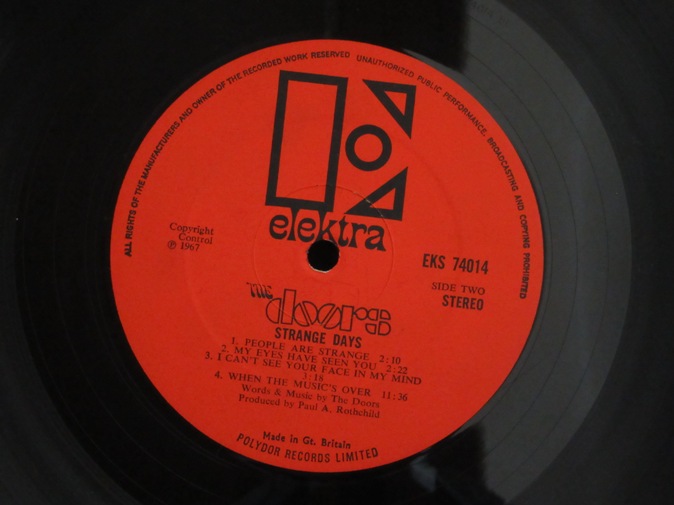 ALL RIGHTS OF THE MANUFACTURERS AND OWNER OF THE RECORDED WORK RESERVED UNAUTHORIZED PUBLIC PERFORMANCE, BROADCASTING AND COPYING PROHIBITED
elektra
Copyright
Control
℗ 1967
EKS 74014
SIDE TWO
STEREO
THE doors
STRANGE DAYS
1. PEOPLE ARE STRANGE 2:10
2. MY EYES HAVE SEEN YOU 2:22
3. I CAN'T SEE YOUR FACE IN MY MIND
3:18
4. WHEN THE MUSIC'S OVER 11:36
Words & Music by The Doors
Produced by Paul A. Rothchild
Made in Gt. Britain
POLYDOR RECORDS LIMITED